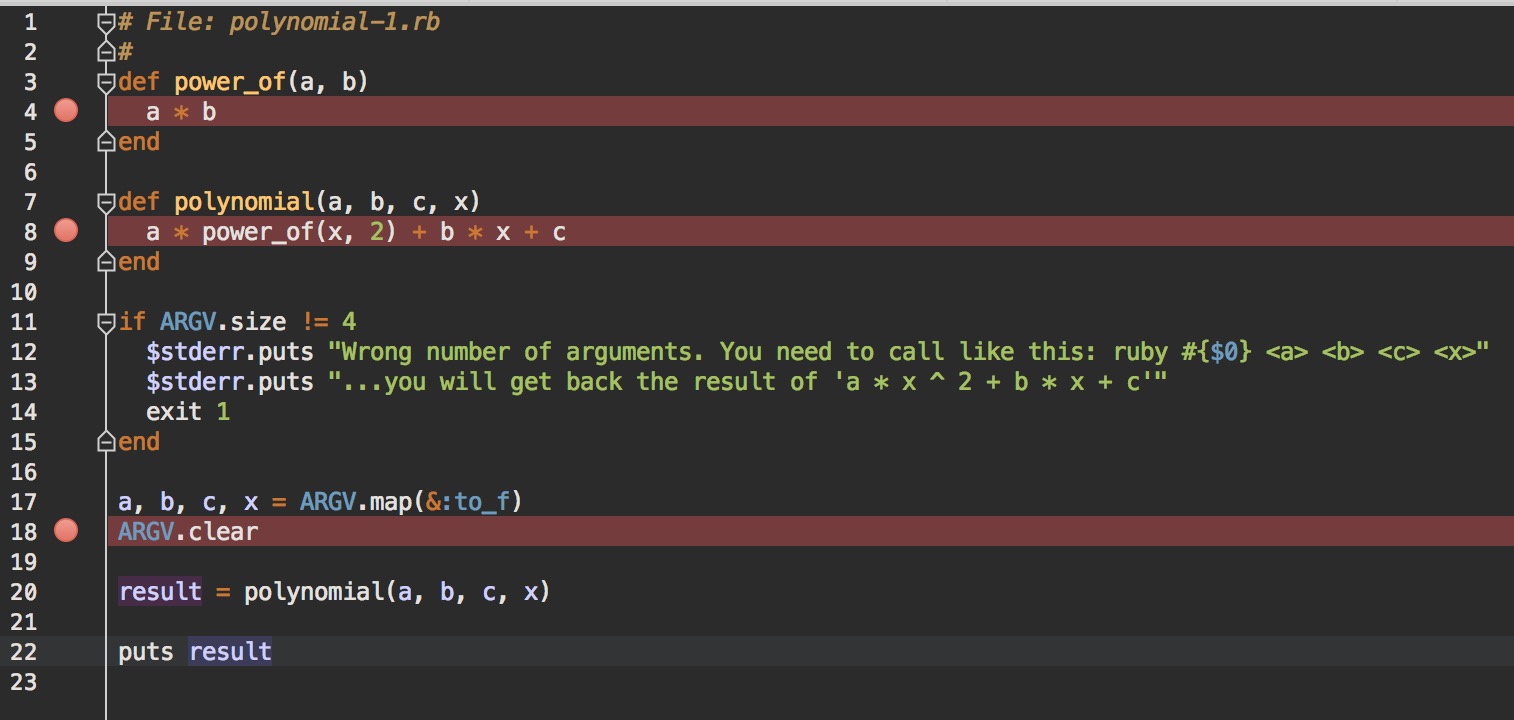 1 # File: polynomial-1.rb
2 #
3 def power_of(a, b)
4   a * b
5 end
6
7 def polynomial(a, b, c, x)
8   a * power_of(x, 2) + b * x + c
9 end
10
11 if ARGV.size != 4
12   $stderr.puts "Wrong number of arguments. You need to call like this: ruby #{$0} <a> <b> <c> <x>"
13   $stderr.puts "...you will get back the result of 'a * x ^ 2 + b * x + c'"
14   exit 1
15 end
16
17 a, b, c, x = ARGV.map(&:to_f)
18 ARGV.clear
19
20 result = polynomial(a, b, c, x)
21
22 puts result
23